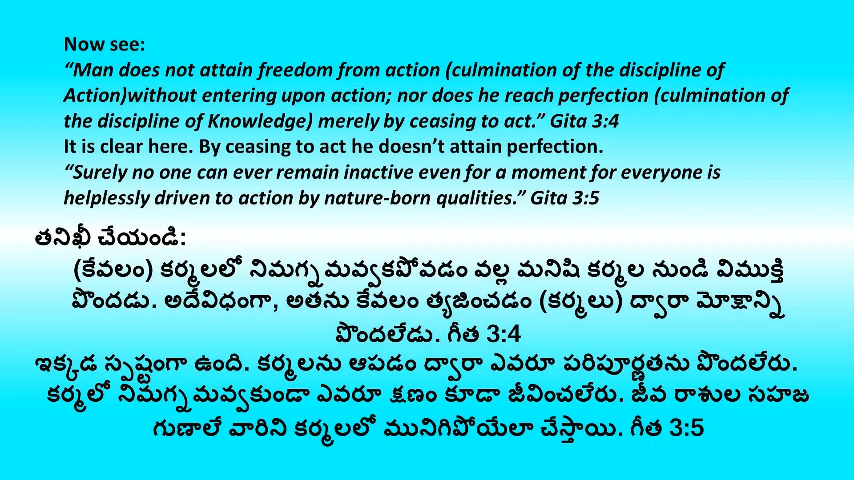 Now see:
“Man does not attain freedom from action (culmination of the discipline of
Action)without entering upon action; nor does he reach perfection (culmination of
the discipline of Knowledge) merely by ceasing to act.” Gita 3:4
It is clear here. By ceasing to act he doesn’t attain perfection.
“Surely no one can ever remain inactive even for a moment for everyone is
helplessly driven to action by nature-born qualities.” Gita 3:5
తనిఖీ చేయండి:
(కేవలం) కర్మలలో నిమగ్నమవ్వకపోవడం వల్ల మనిషి కర్మల నుండి విముక్తి
పొందడు. అదేవిధంగా, అతను కేవలం త్యజించడం (కర్మలు) ద్వారా మోక్షాన్ని
పొందలేడు. గీత 3:4
ఇక్కడ స్పష్టంగా ఉంది. కర్మలను ఆపడం ద్వారా ఎవరూ పరిపూర్ణతను పొందలేరు.
కర్మలో నిమగ్నమవ్వకుండా ఎవరూ క్షణం కూడా జీవించలేరు. జీవ రాశుల సహజ
గుణాలే వారిని కర్మలలో మునిగిపోయేలా చేస్తాయి. గీత 3:5